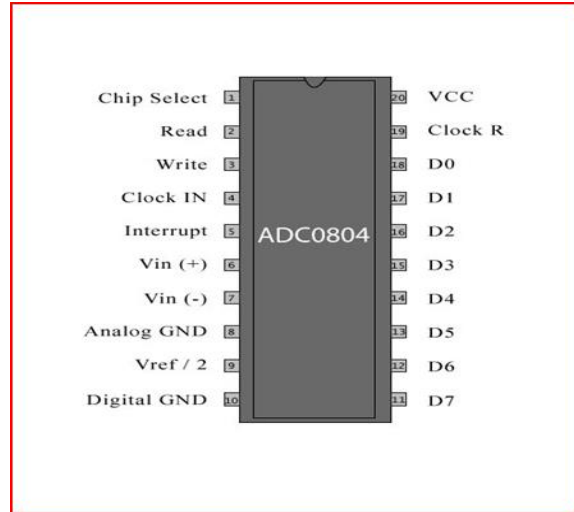 Chip Select 1 20 VCC
Read 2 19 Clock R
Write 3 18 D0
Clock IN 4 17 D1
Interrupt 5 ADC0804 16 D2
Vin (+) 6 15 D3
Vin (-) 7 14 D4
Analog GND 8 13 D5
Vref / 2 9 12 D6
Digital GND 10 11 D7